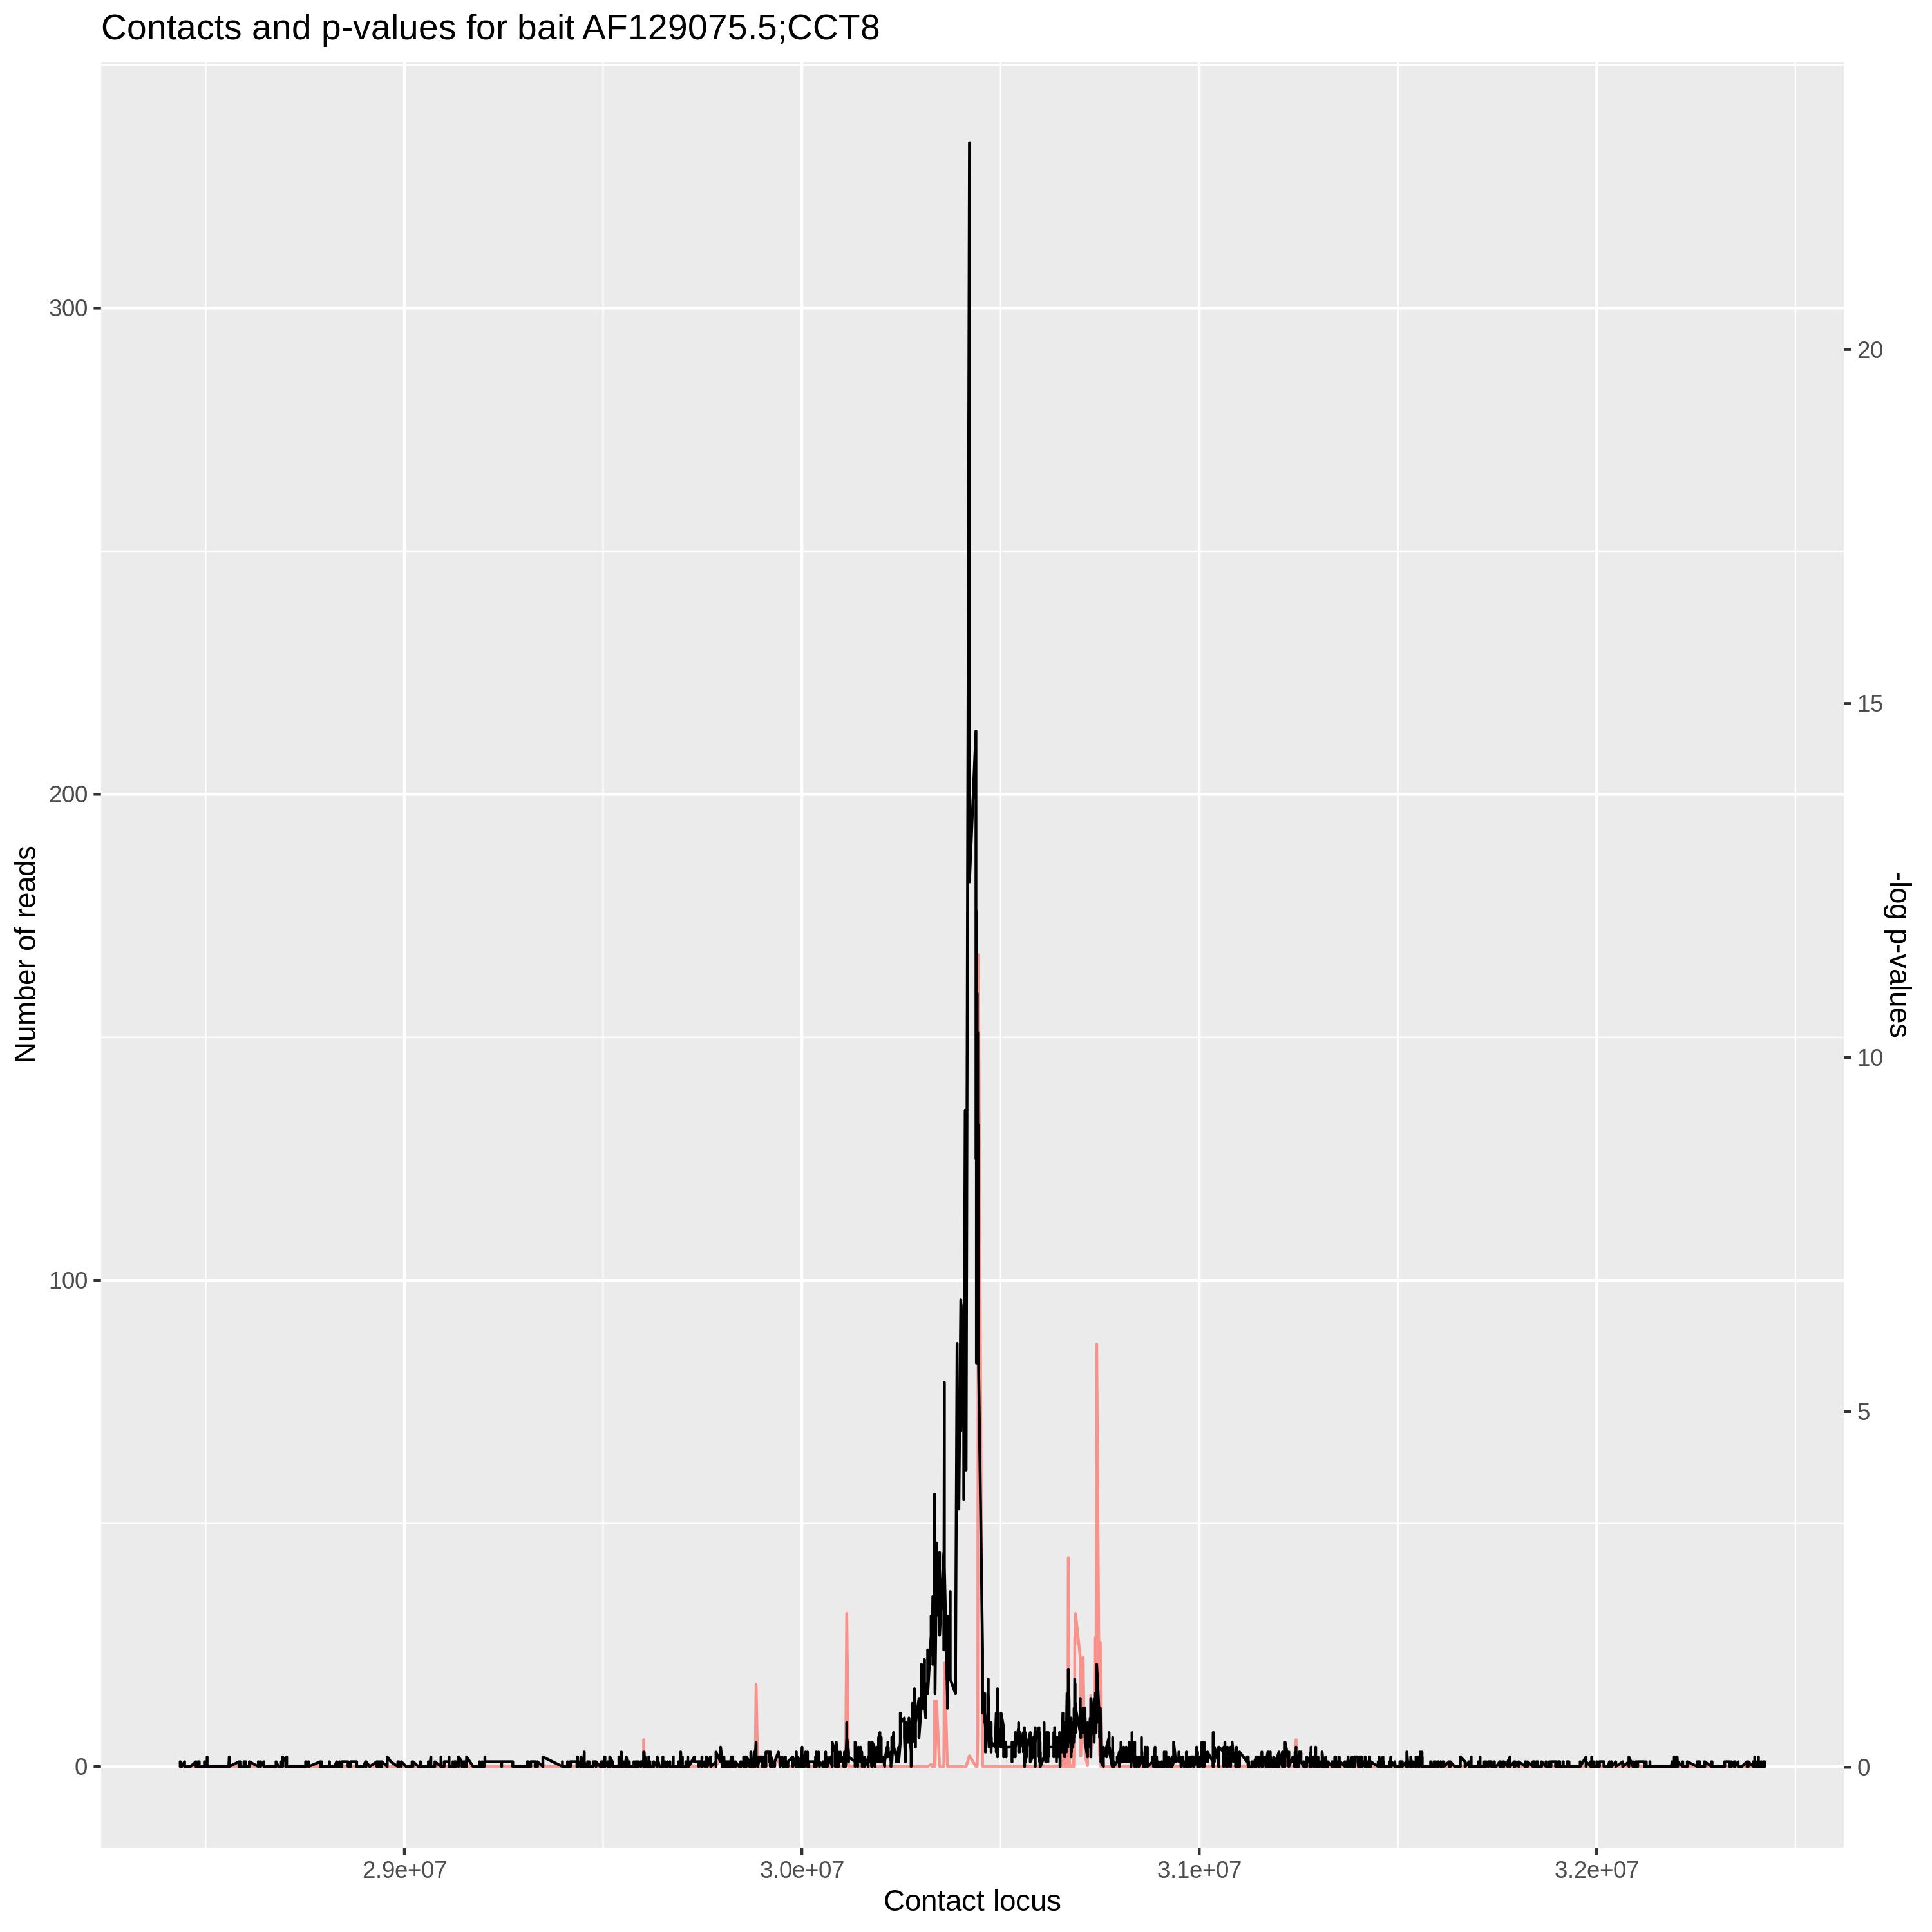 Contacts and p-values for bait AF129075.5;CCT8
300
200
100
0
Number of reads
20
15
10
5
0
-log p-values
2.9e+07 3.0e+07 3.1e+07 3.2e+07
Contact locus